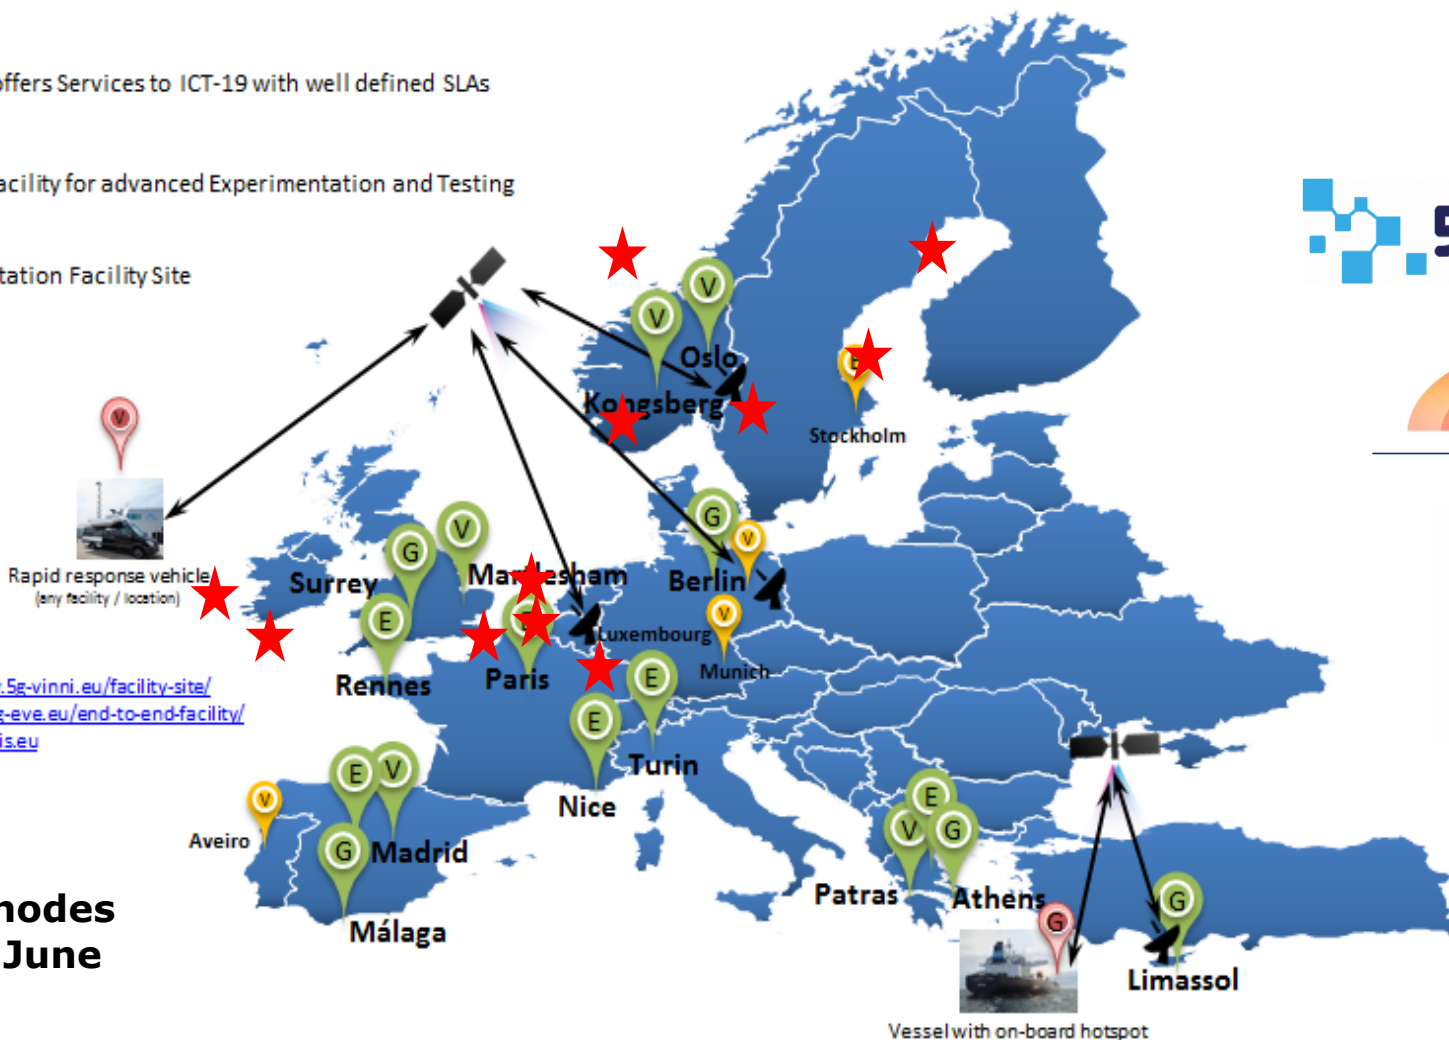 offers Services to ICT-19 with well defined SLAs
acility for advanced Experimentation and Testing
tation Facility Site
V
V
Oslo
Kongsberg
Stockholm
V
Rapid response vehicle
(any facility / location)
V
G
E
Surrey
Martlesham
Rennes
Paris
G
V
Berlin
V
Luxembourg
Munich
.5g-vinni.eu/facility-site/
g-eve.eu/end-to-end-facility/
is.eu
E
E
Turin
Nice
E
V
V
Aveiro
G
Madrid
Málaga
E
V
G
Patras
Athens
G
G
Limassol
Vessel with on-board hotspot
nodes
June